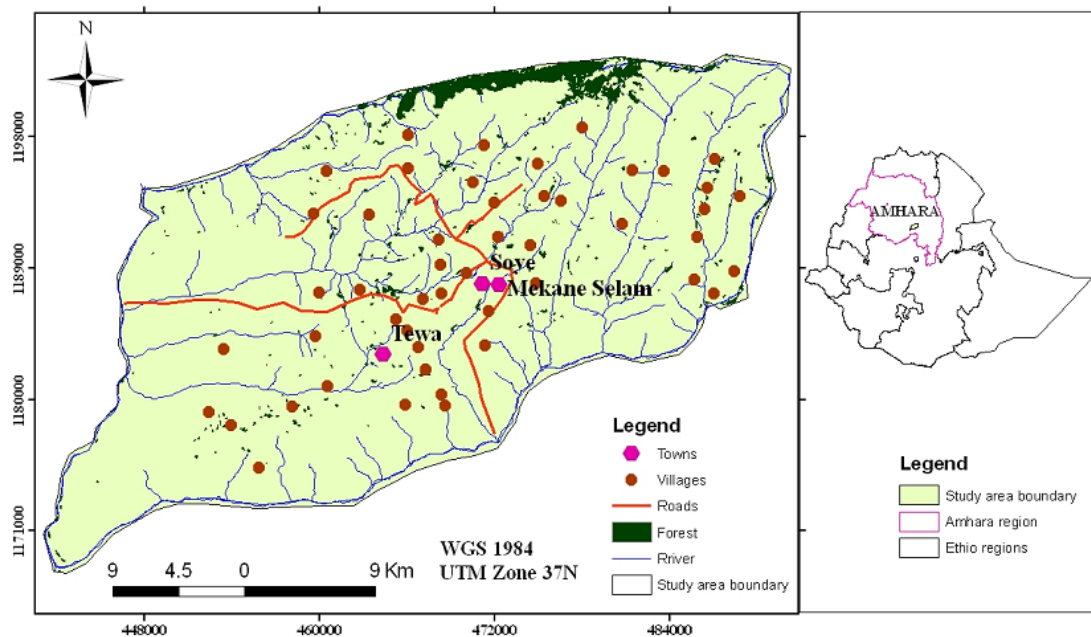 N
1198000
1189000
1180000
1171000
Soye
Mekane Selam
Tewa
Legend
Towns
Villages
Roads
Forest
Rriver
Study area boundary
WGS 1984
UTM Zone 37N
9 4.5 0 9 Km
448000 460000 472000 484000
AMHARA
Legend
Study area boundary
Amhara region
Ethio regions